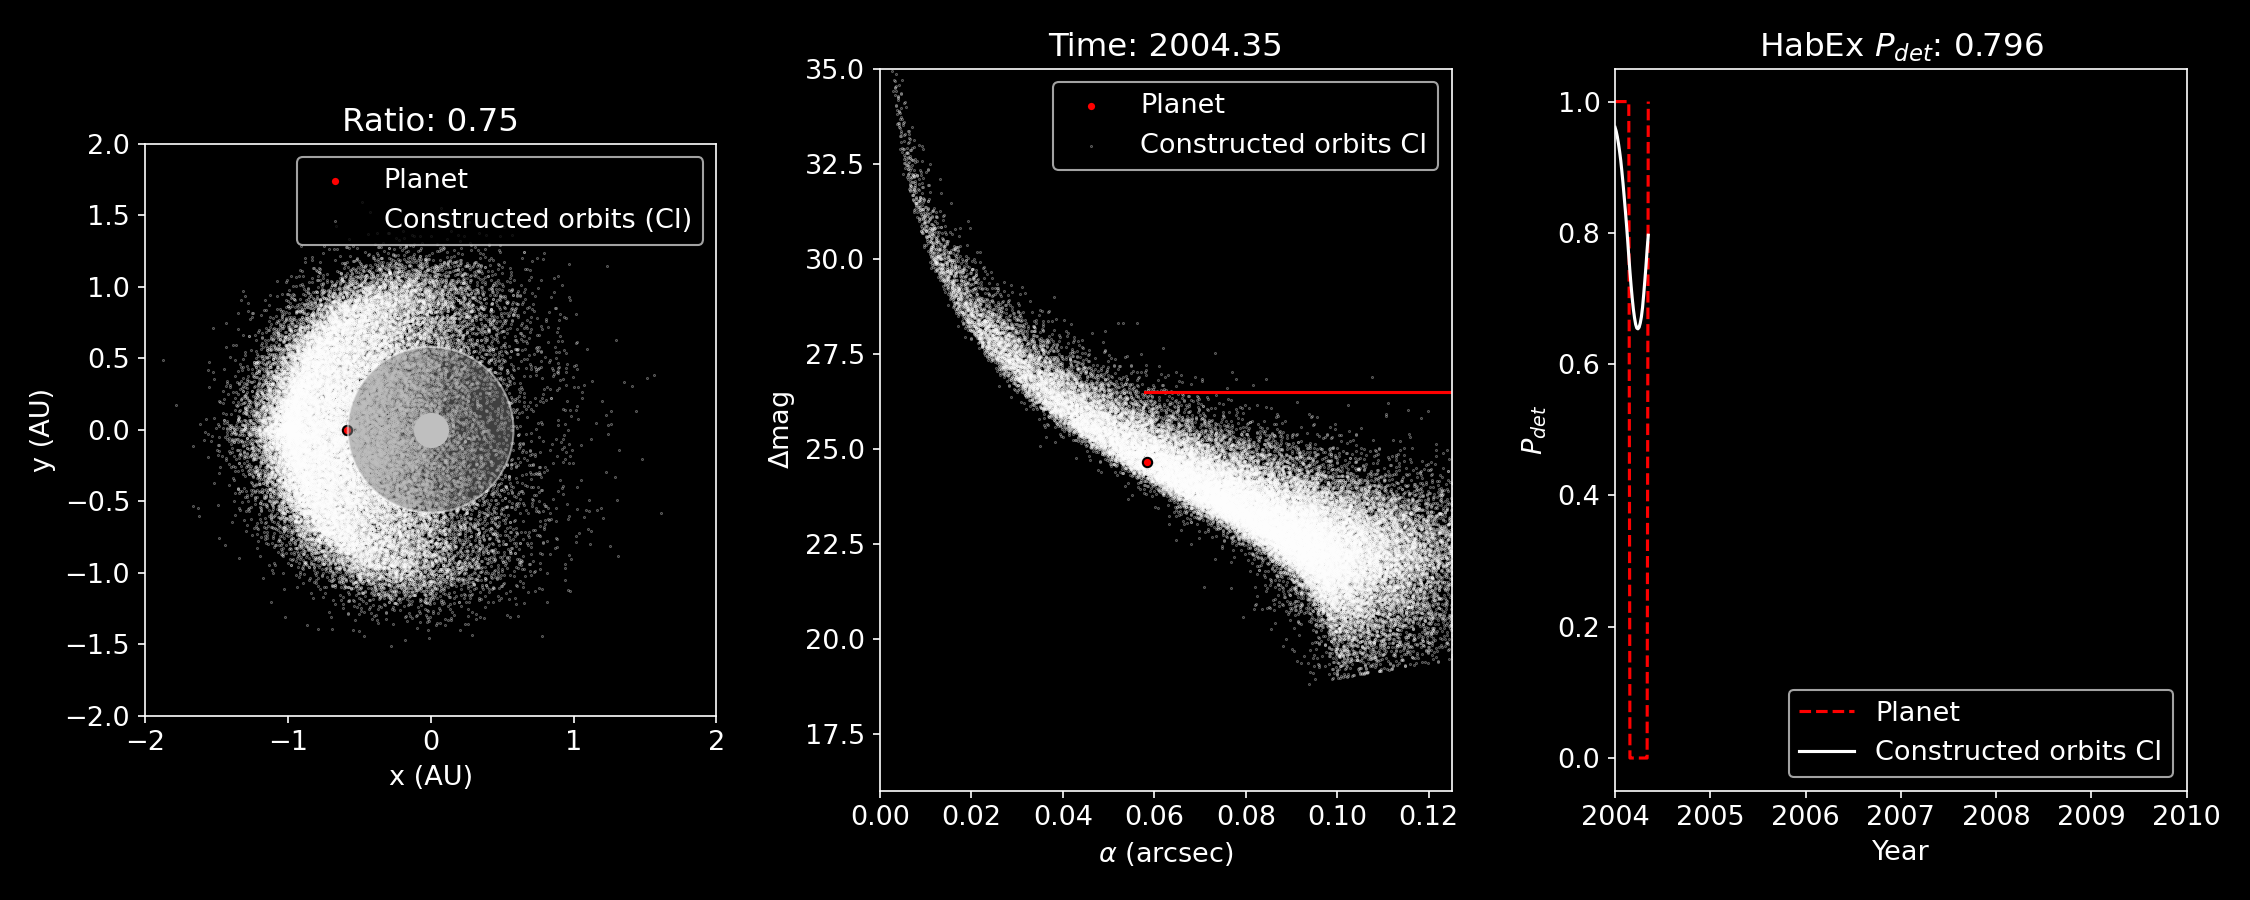 Ratio: 0.75
Planet
Constructed orbits (CI)
2.0
1.5
1.0
0.5
0.0
−0.5
−1.0
−1.5
−2.0
y (AU)
−2
−1
0
1
2
x (AU)
Time: 2004.35
Planet
Constructed orbits CI
35.0
32.5
30.0
27.5
25.0
22.5
20.0
17.5
Δmag
0.00
0.02
0.04
0.06
0.08
0.10
0.12
α (arcsec)
HabEx P_{det}: 0.796
1.0
0.8
0.6
0.4
0.2
0.0
P_{det}
Planet
Constructed orbits CI
2004
2005
2006
2007
2008
2009
2010
Year